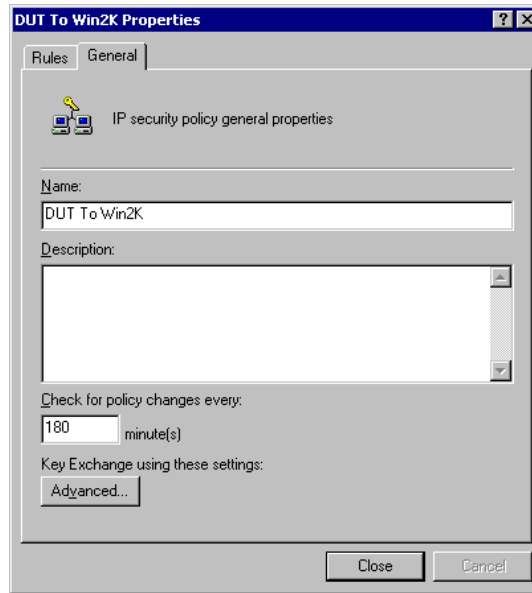 DUT To Win2K Properties
Rules General
IP security policy general properties
Name:
DUT To Win2K
Description:
Check for policy changes every:
180 minute(s)
Key Exchange using these settings:
Advanced...
Close Cancel